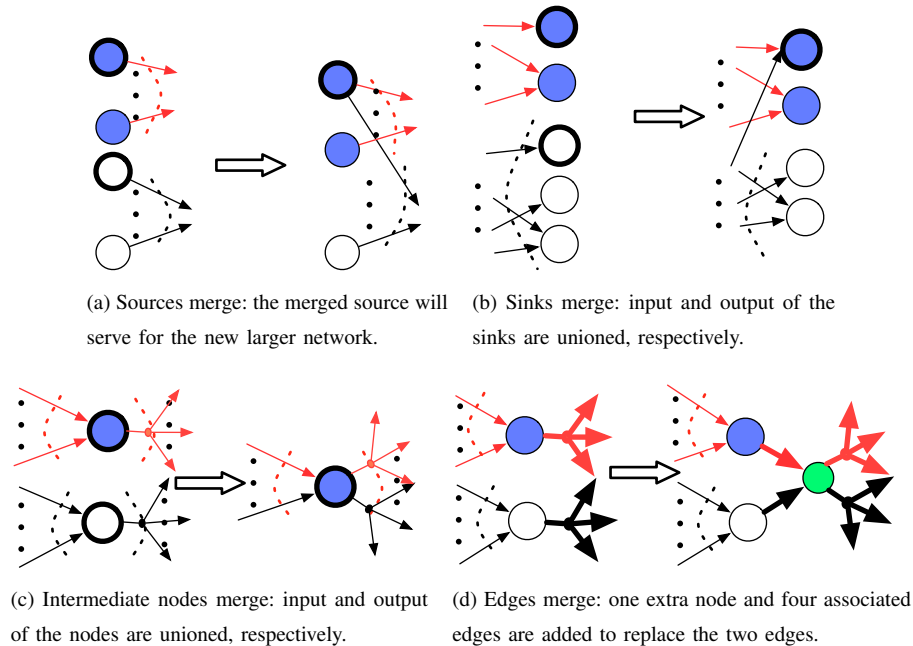 (a) Sources merge: the merged source will
serve for the new larger network.
(b) Sinks merge: input and output of the
sinks are unioned, respectively.
(c) Intermediate nodes merge: input and output
of the nodes are unioned, respectively.
(d) Edges merge: one extra node and four associated
edges are added to replace the two edges.